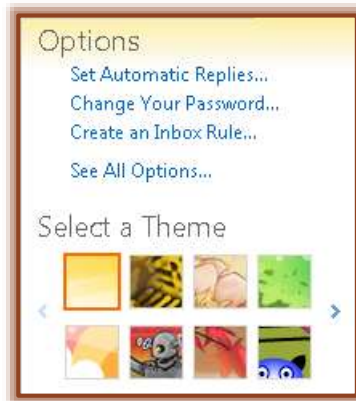 Options
Set Automatic Replies...
Change Your Password...
Create an Inbox Rule...
See All Options...
Select a Theme